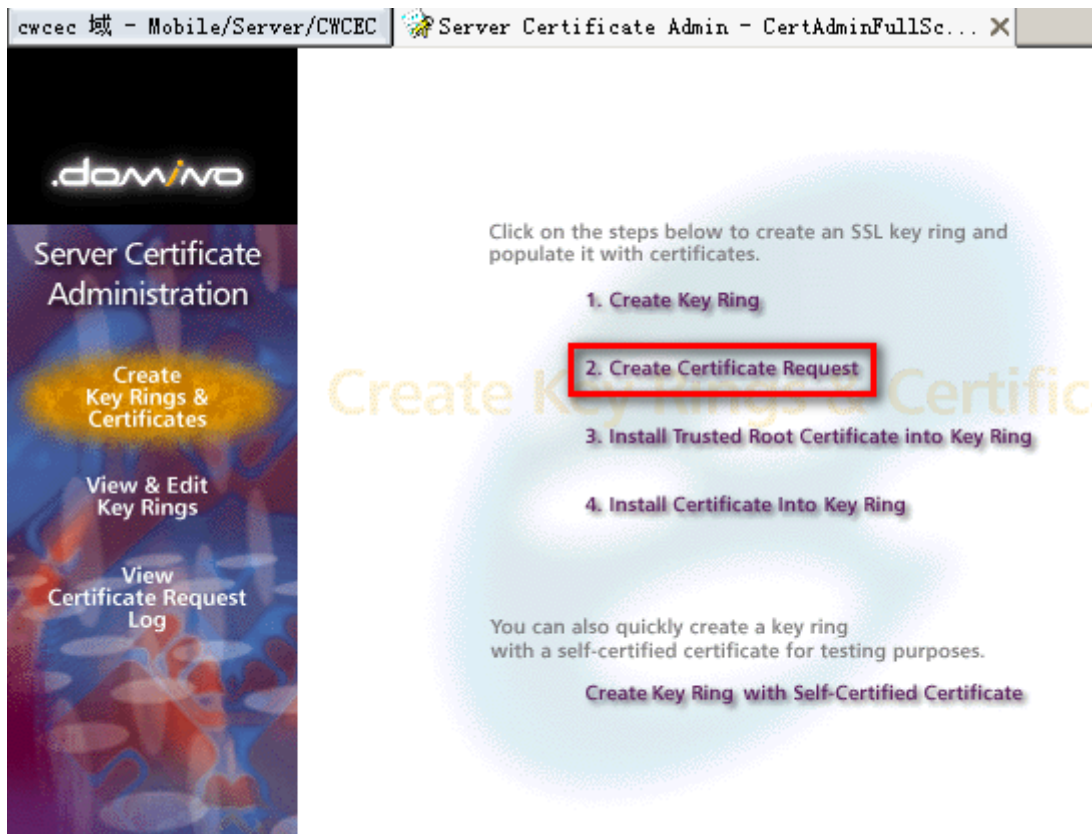 cwcec 域 - Mobile/Server/CWCEC
Server Certificate Admin - CertAdminFullSc...
.domino
Server Certificate
Administration
Create
Key Rings &
Certificates
View & Edit
Key Rings
View
Certificate Request
Log
Create Key Rings & Certific
Click on the steps below to create an SSL key ring and
populate it with certificates.
1. Create Key Ring
2. Create Certificate Request
3. Install Trusted Root Certificate into Key Ring
4. Install Certificate Into Key Ring
You can also quickly create a key ring
with a self-certified certificate for testing purposes.
Create Key Ring with Self-Certified Certificate